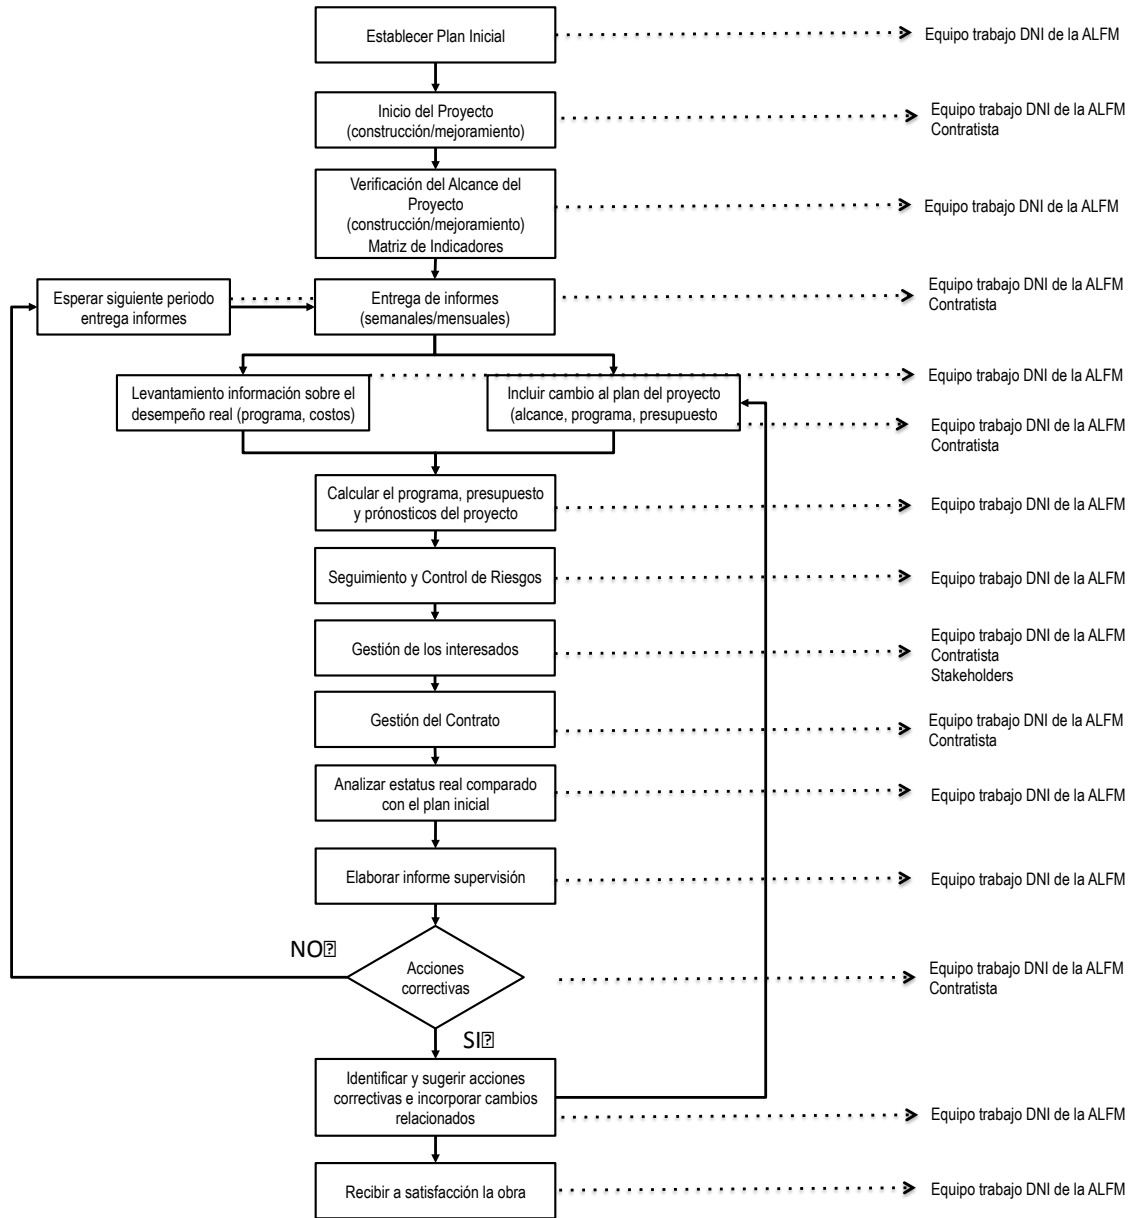 Establecer Plan Inicial
Equipo trabajo DNI de la ALFM
Inicio del Proyecto
(construcción/mejoramiento)
Equipo trabajo DNI de la ALFM
Contratista
Verificación del Alcance del
Proyecto
(construcción/mejoramiento)
Matriz de Indicadores
Equipo trabajo DNI de la ALFM
Esperar siguiente periodo
entrega informes
Entrega de informes
(semanales/mensuales)
Equipo trabajo DNI de la ALFM
Contratista
Levantamiento información sobre el
desempeño real (programa, costos)
Incluir cambio al plan del proyecto
(alcance, programa, presupuesto
Equipo trabajo DNI de la ALFM
Equipo trabajo DNI de la ALFM
Contratista
Calcular el programa, presupuesto
y prónosticos del proyecto
Equipo trabajo DNI de la ALFM
Seguimiento y Control de Riesgos
Equipo trabajo DNI de la ALFM
Gestión de los interesados
Equipo trabajo DNI de la ALFM
Contratista
Stakeholders
Gestión del Contrato
Equipo trabajo DNI de la ALFM
Contratista
Analizar estatus real comparado
con el plan inicial
Equipo trabajo DNI de la ALFM
Elaborar informe supervisión
Equipo trabajo DNI de la ALFM
NO⍰
Acciones
correctivas
Equipo trabajo DNI de la ALFM
Contratista
SI⍰
Identificar y sugerir acciones
correctivas e incorporar cambios
relacionados
Equipo trabajo DNI de la ALFM
Recibir a satisfacción la obra
Equipo trabajo DNI de la ALFM